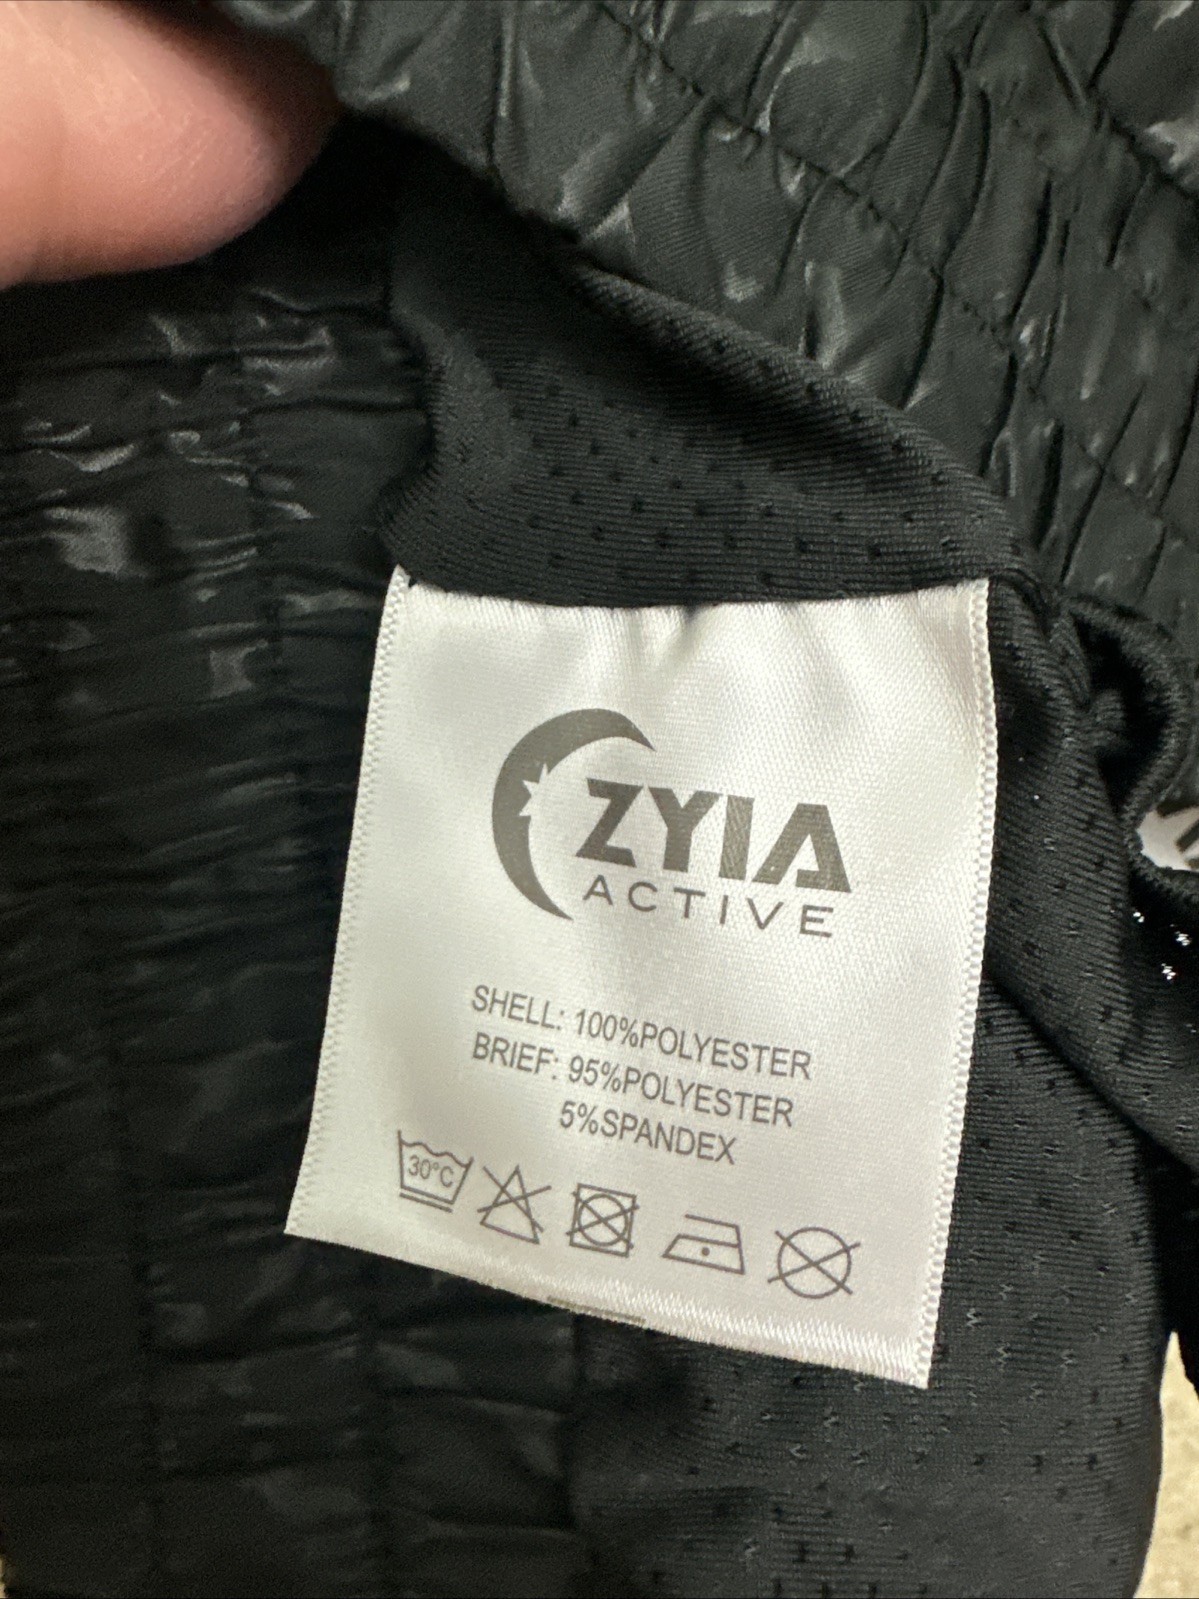 ZYIA
ACTIVE
SHELL: 100%POLYESTER
BRIEF: 95%POLYESTER
5%SPANDEX
30°C